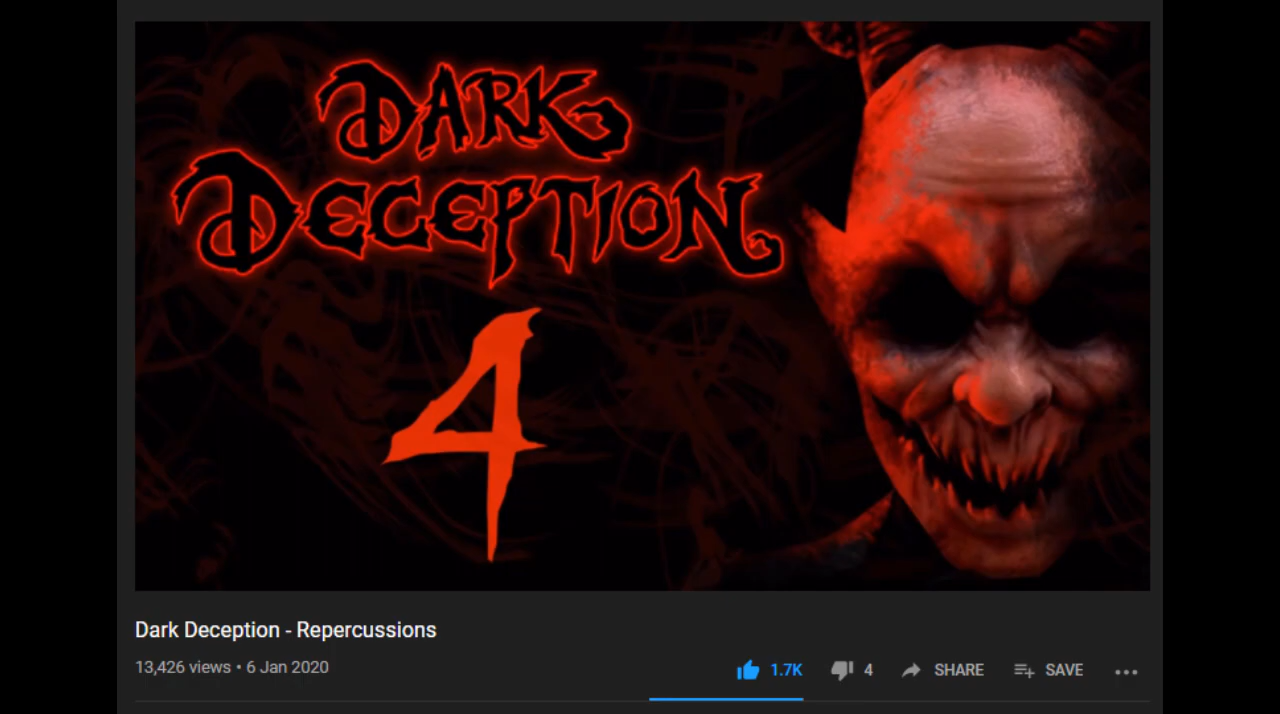 DARK
DECEPTION
4
Dark Deception - Repercussions
13,426 views • 6 Jan 2020
1.7K 4 SHARE SAVE